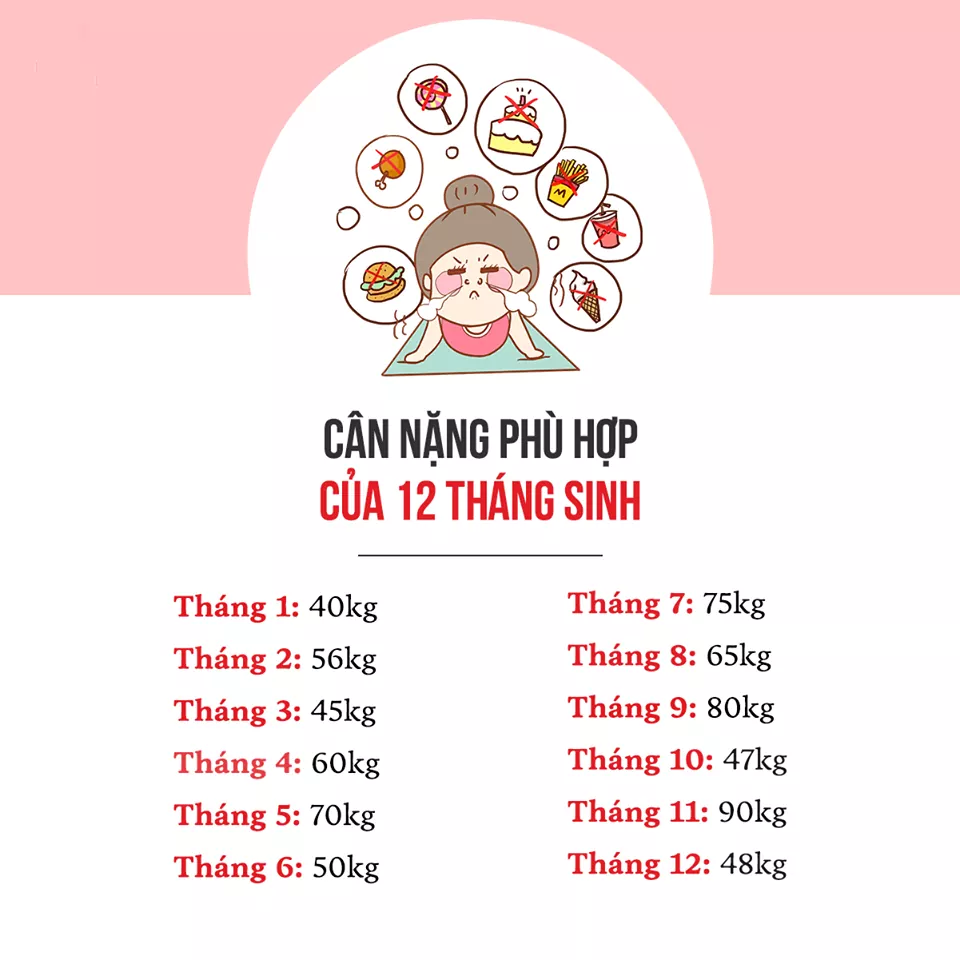 M
CÂN NẶNG PHÙ HỢP
CỦA 12 THÁNG SINH
Tháng 1: 40kg
Tháng 2: 56kg
Tháng 3: 45kg
Tháng 4: 60kg
Tháng 5: 70kg
Tháng 6: 50kg
Tháng 7: 75kg
Tháng 8: 65kg
Tháng 9: 80kg
Tháng 10: 47kg
Tháng 11: 90kg
Tháng 12: 48kg